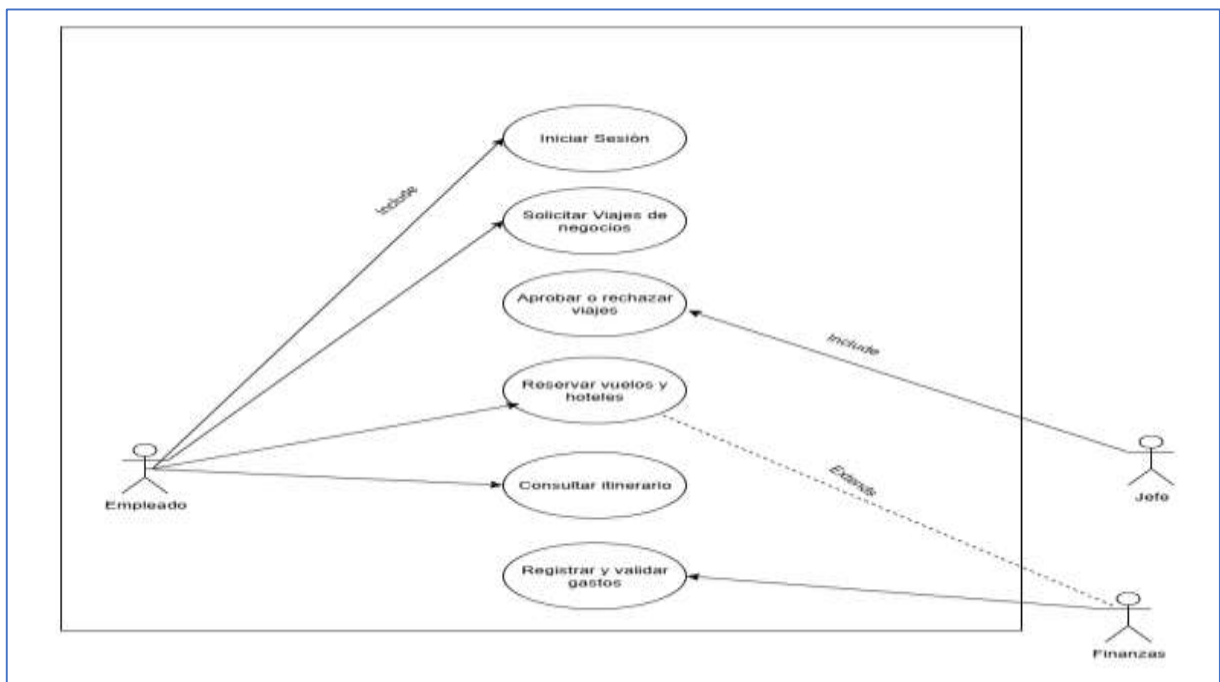 Iniciar Sesión
Include
Solicitar Viajes de
negocios
Aprobar o rechazar
viajes
Include
Reservar vuelos y
hoteles
Consultar itinerario
Extends
Empleado
Jefe
Registrar y validar
gastos
Finanzas